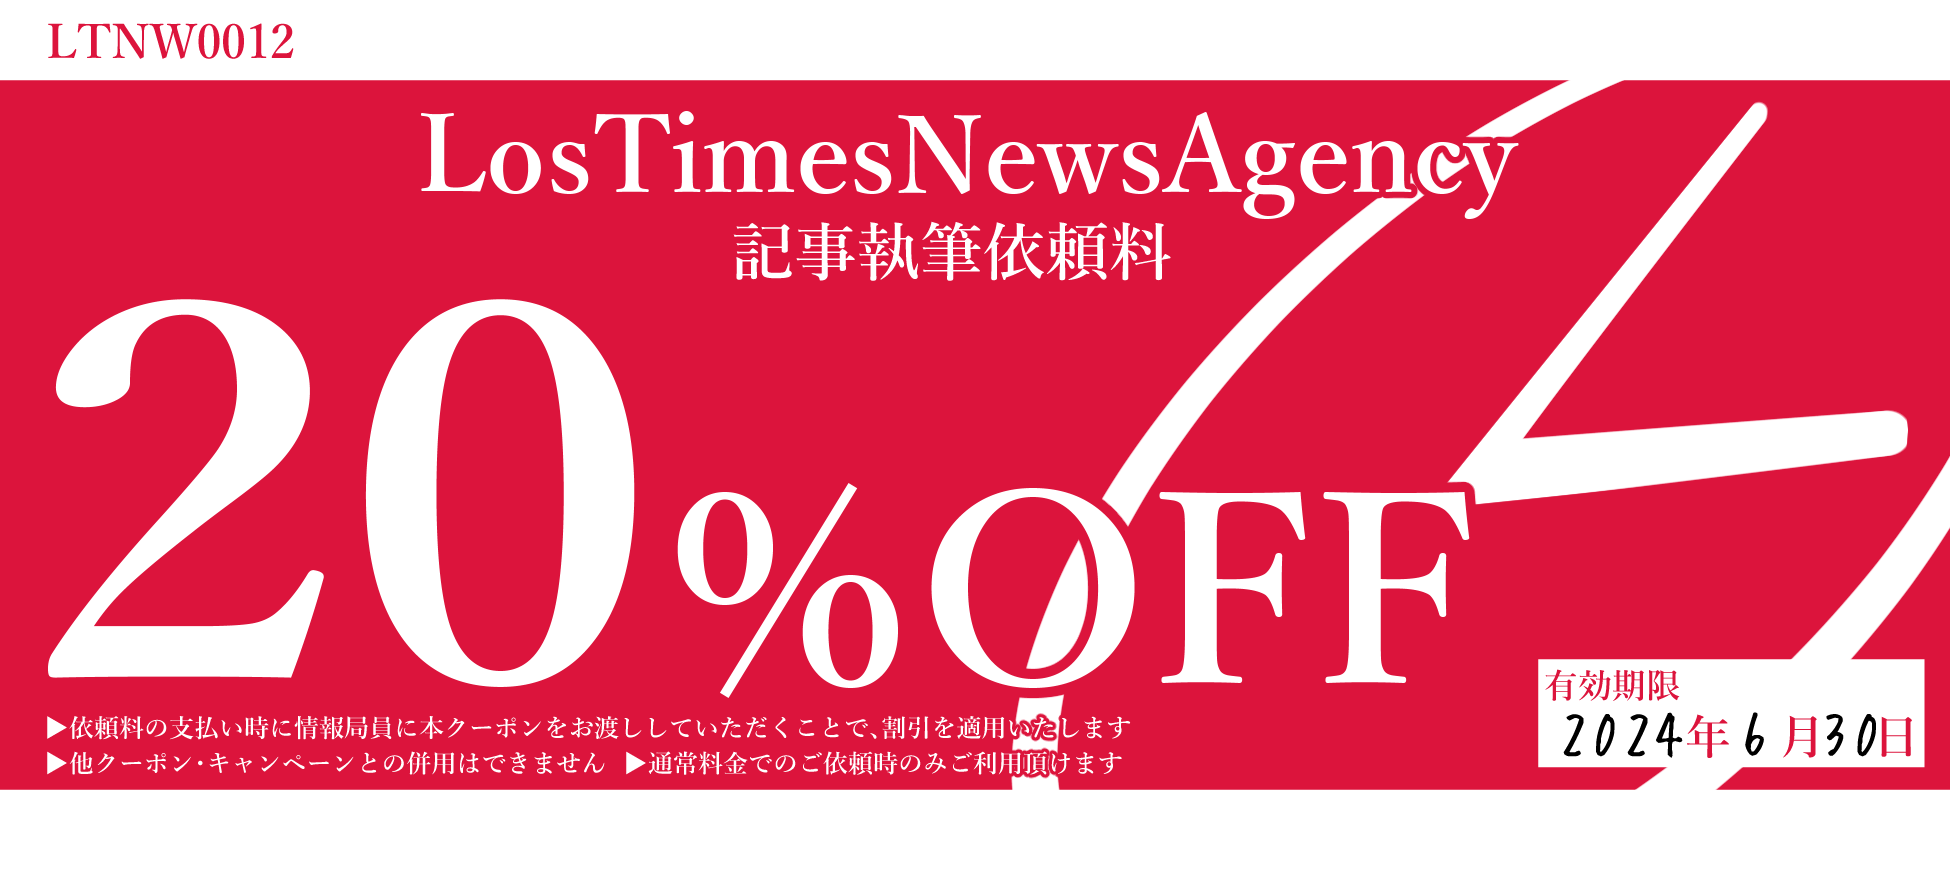 LTNW0012
LosTimesNewsAgency
記事執筆依頼料
20%OFF
▶依頼料の支払い時に情報局員に本クーポンをお渡ししていただくことで、割引を適用いたします
▶他クーポン・キャンペーンとの併用はできません ▶通常料金でのご依頼時のみご利用頂けます
有効期限
2024年6月30日